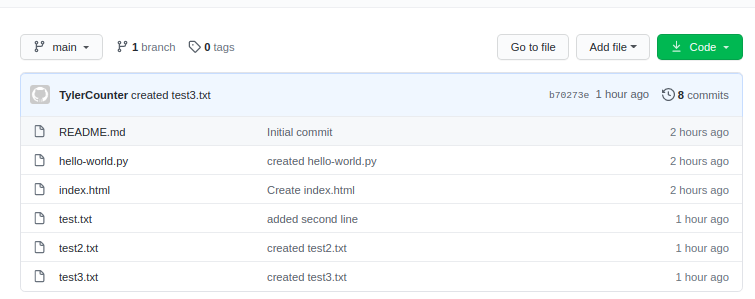 main 1 branch 0 tags Go to file Add file Code
TylerCounter created test3.txt b70273e 1 hour ago 8 commits
README.md Initial commit 2 hours ago
hello-world.py created hello-world.py 2 hours ago
index.html Create index.html 2 hours ago
test.txt added second line 1 hour ago
test2.txt created test2.txt 1 hour ago
test3.txt created test3.txt 1 hour ago